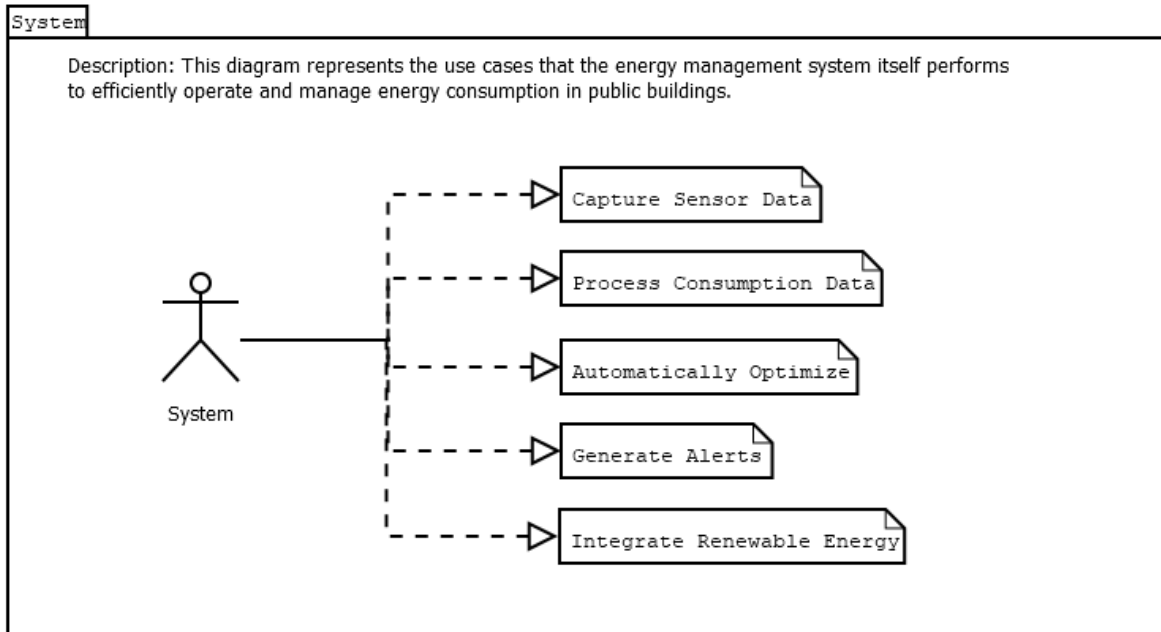 System
Description: This diagram represents the use cases that the energy management system itself performs
to efficiently operate and manage energy consumption in public buildings.
Capture Sensor Data
Process Consumption Data
Automatically Optimize
System
Generate Alerts
Integrate Renewable Energy